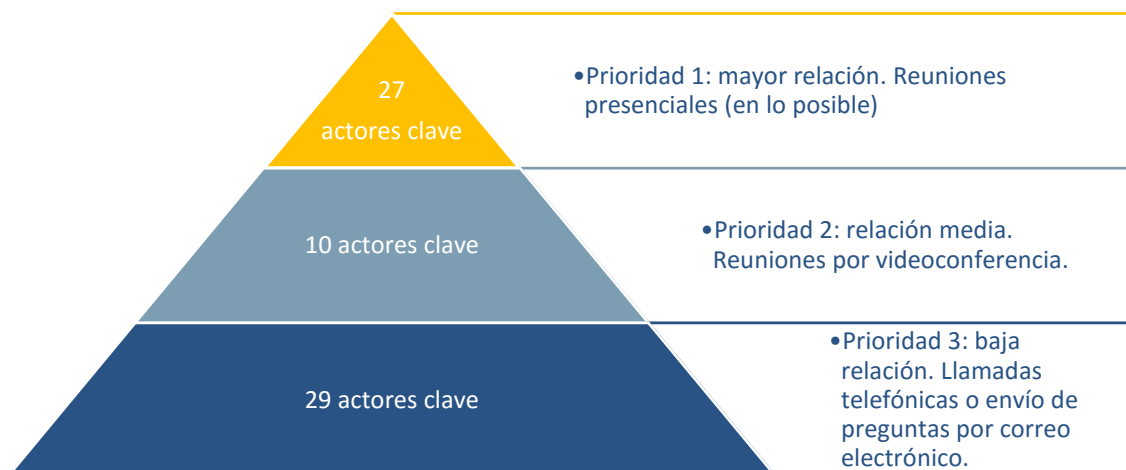 27
actores clave
•Prioridad 1: mayor relación. Reuniones
presenciales (en lo posible)
10 actores clave
•Prioridad 2: relación media.
Reuniones por videoconferencia.
29 actores clave
•Prioridad 3: baja
relación. Llamadas
telefónicas o envío de
preguntas por correo
electrónico.